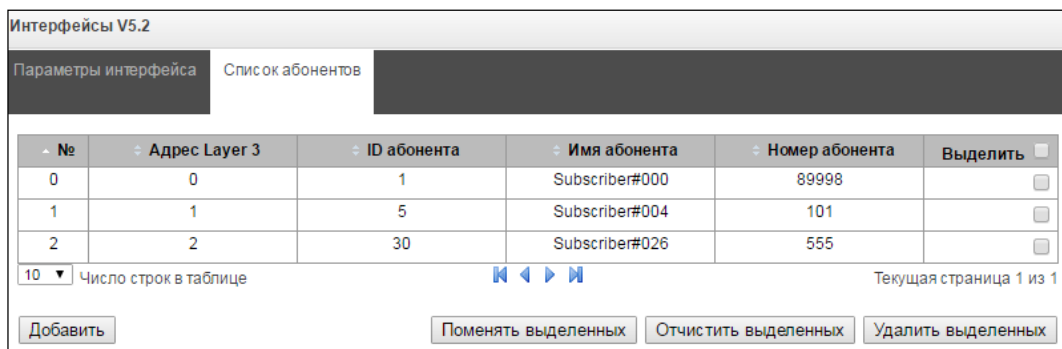 Интерфейсы V5.2
Параметры интерфейса Список абонентов
№ Адрес Layer 3 ID абонента Имя абонента Номер абонента Выделить
0 0 1 Subscriber#000 89998
1 1 5 Subscriber#004 101
2 2 30 Subscriber#026 555
10 Число строк в таблице Текущая страница 1 из 1
Добавить Поменять выделенных Отчистить выделенных Удалить выделенных